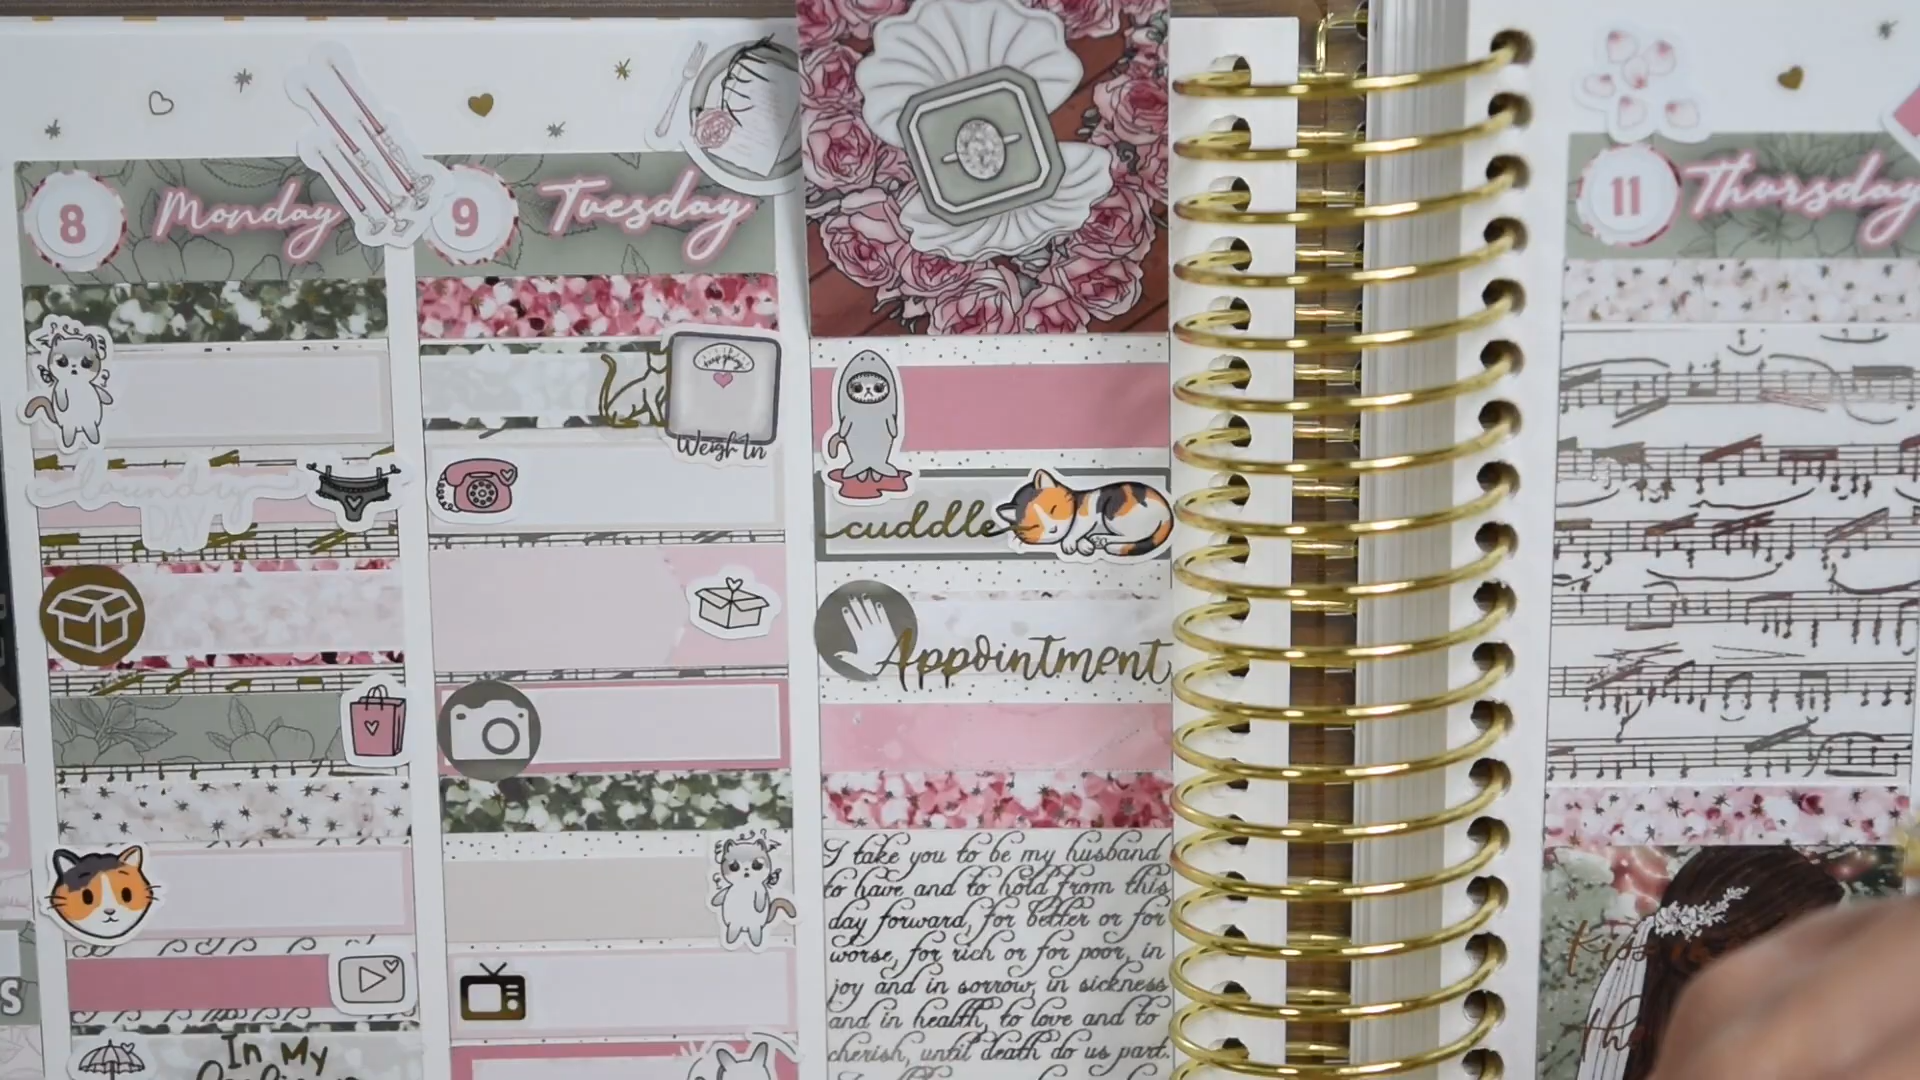 8 Monday
laundry
DAY
In My
9 Tuesday
Weigh In
cuddle
Appointment
I take you to be my husband
to have and to hold from this
day forward, for better or for
worse, for rich or for poor, in
joy and in sorrow, in sickness
and in health, to love and to
cherish, until death do us part.
11 Thursday